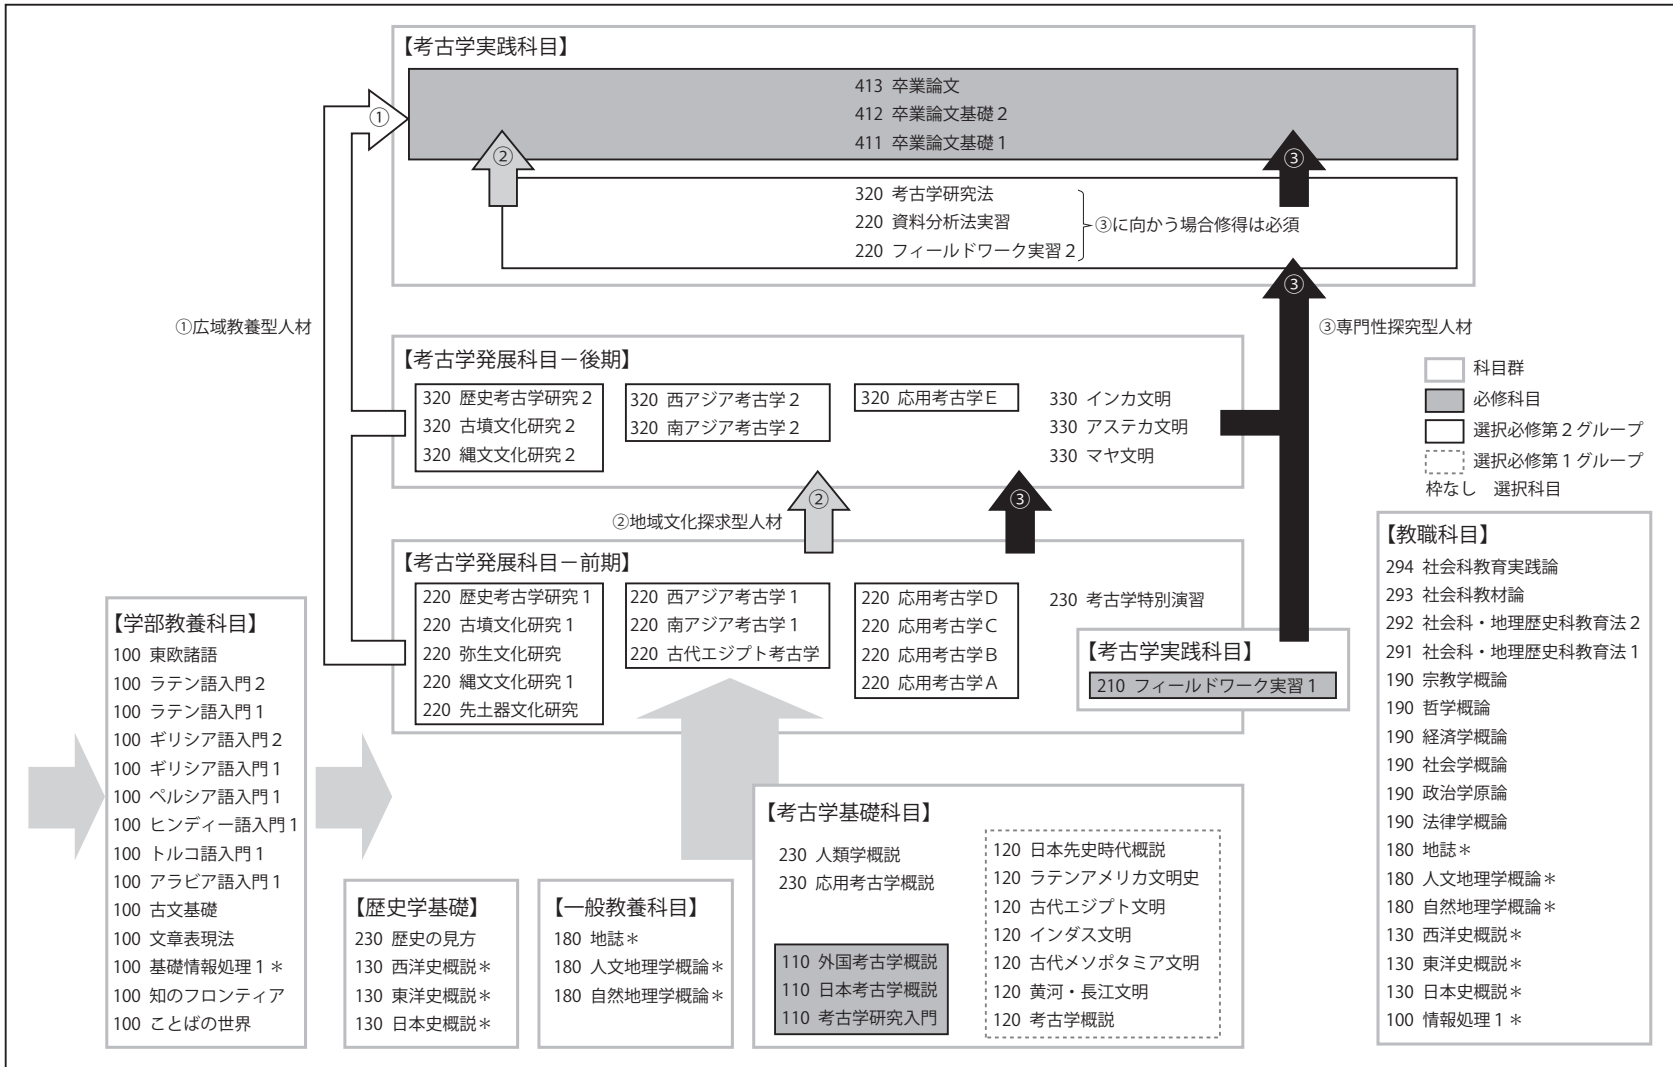 【考古学実践科目】
413 卒業論文
412 卒業論文基礎2
411 卒業論文基礎1
①
②
③
320 考古学研究法
220 資料分析法実習
220 フィールドワーク実習2
③に向かう場合修得は必須
③
①広域教養型人材
③専門性探究型人材
【考古学発展科目－後期】
320 歴史考古学研究2
320 古墳文化研究2
320 縄文文化研究2
320 西アジア考古学2
320 南アジア考古学2
320 応用考古学E
330 インカ文明
330 アステカ文明
330 マヤ文明
科目群
必修科目
選択必修第2グループ
選択必修第1グループ
枠なし 選択科目
②
③
②地域文化探求型人材
【考古学発展科目－前期】
220 歴史考古学研究1
220 古墳文化研究1
220 弥生文化研究
220 縄文文化研究1
220 先土器文化研究
220 西アジア考古学1
220 南アジア考古学1
220 古代エジプト考古学
220 応用考古学D
220 応用考古学C
220 応用考古学B
220 応用考古学A
230 考古学特別演習
【考古学実践科目】
210 フィールドワーク実習1
【学部教養科目】
100 東欧諸語
100 ラテン語入門2
100 ラテン語入門1
100 ギリシア語入門2
100 ギリシア語入門1
100 ペルシア語入門1
100 ヒンディー語入門1
100 トルコ語入門1
100 アラビア語入門1
100 古文基礎
100 文章表現法
100 基礎情報処理1＊
100 知のフロンティア
100 ことばの世界
【歴史学基礎】
230 歴史の見方
130 西洋史概説＊
130 東洋史概説＊
130 日本史概説＊
【一般教養科目】
180 地誌＊
180 人文地理学概論＊
180 自然地理学概論＊
【考古学基礎科目】
230 人類学概説
230 応用考古学概説
110 外国考古学概説
110 日本考古学概説
110 考古学研究入門
120 日本先史時代概説
120 ラテンアメリカ文明史
120 古代エジプト文明
120 インダス文明
120 古代メソポタミア文明
120 黄河・長江文明
120 考古学概説
【教職科目】
294 社会科教育実践論
293 社会科教材論
292 社会科・地理歴史科教育法2
291 社会科・地理歴史科教育法1
190 宗教学概論
190 哲学概論
190 経済学概論
190 社会学概論
190 政治学原論
190 法律学概論
180 地誌＊
180 人文地理学概論＊
180 自然地理学概論＊
130 西洋史概説＊
130 東洋史概説＊
130 日本史概説＊
100 情報処理1＊